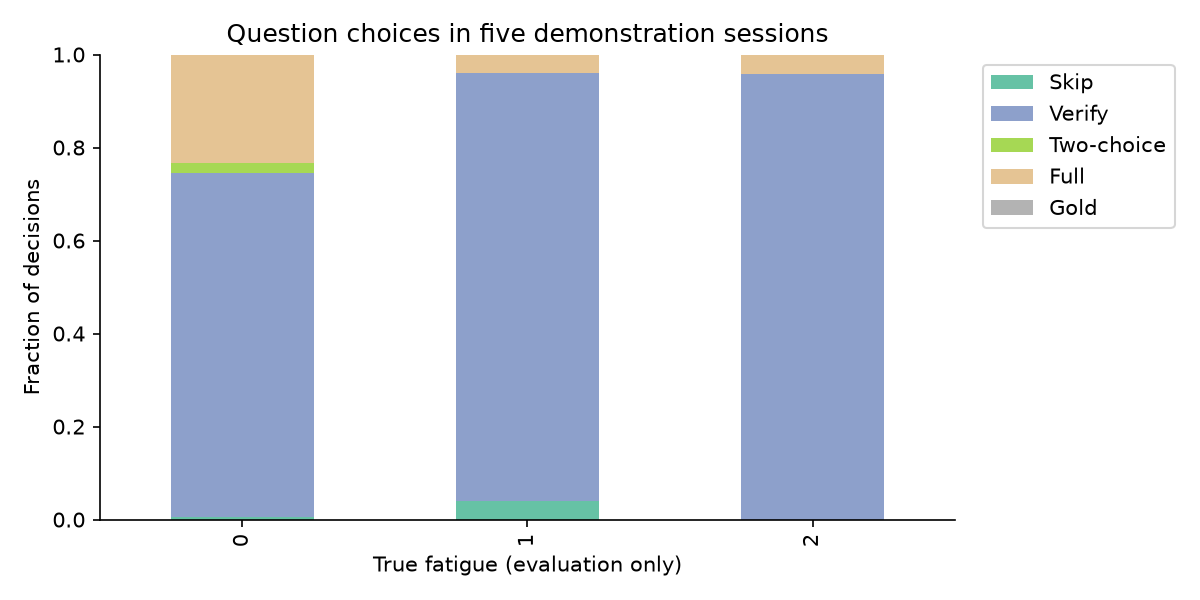 Question choices in five demonstration sessions
1.0
0.8
0.6
0.4
0.2
0.0
Fraction of decisions
0
1
2
True fatigue (evaluation only)
Skip
Verify
Two-choice
Full
Gold